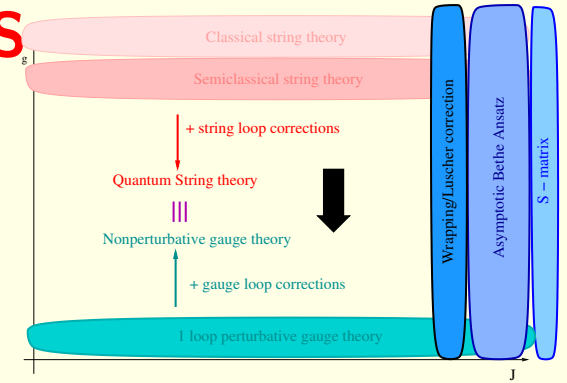 S
g
Classical string theory
Semiclassical string theory
+ string loop corrections
Quantum String theory
Nonperturbative gauge theory
+ gauge loop corrections
1 loop perturbative gauge theory
Wrapping/Luscher correction
Asymptotic Bethe Ansatz
S − matrix
J